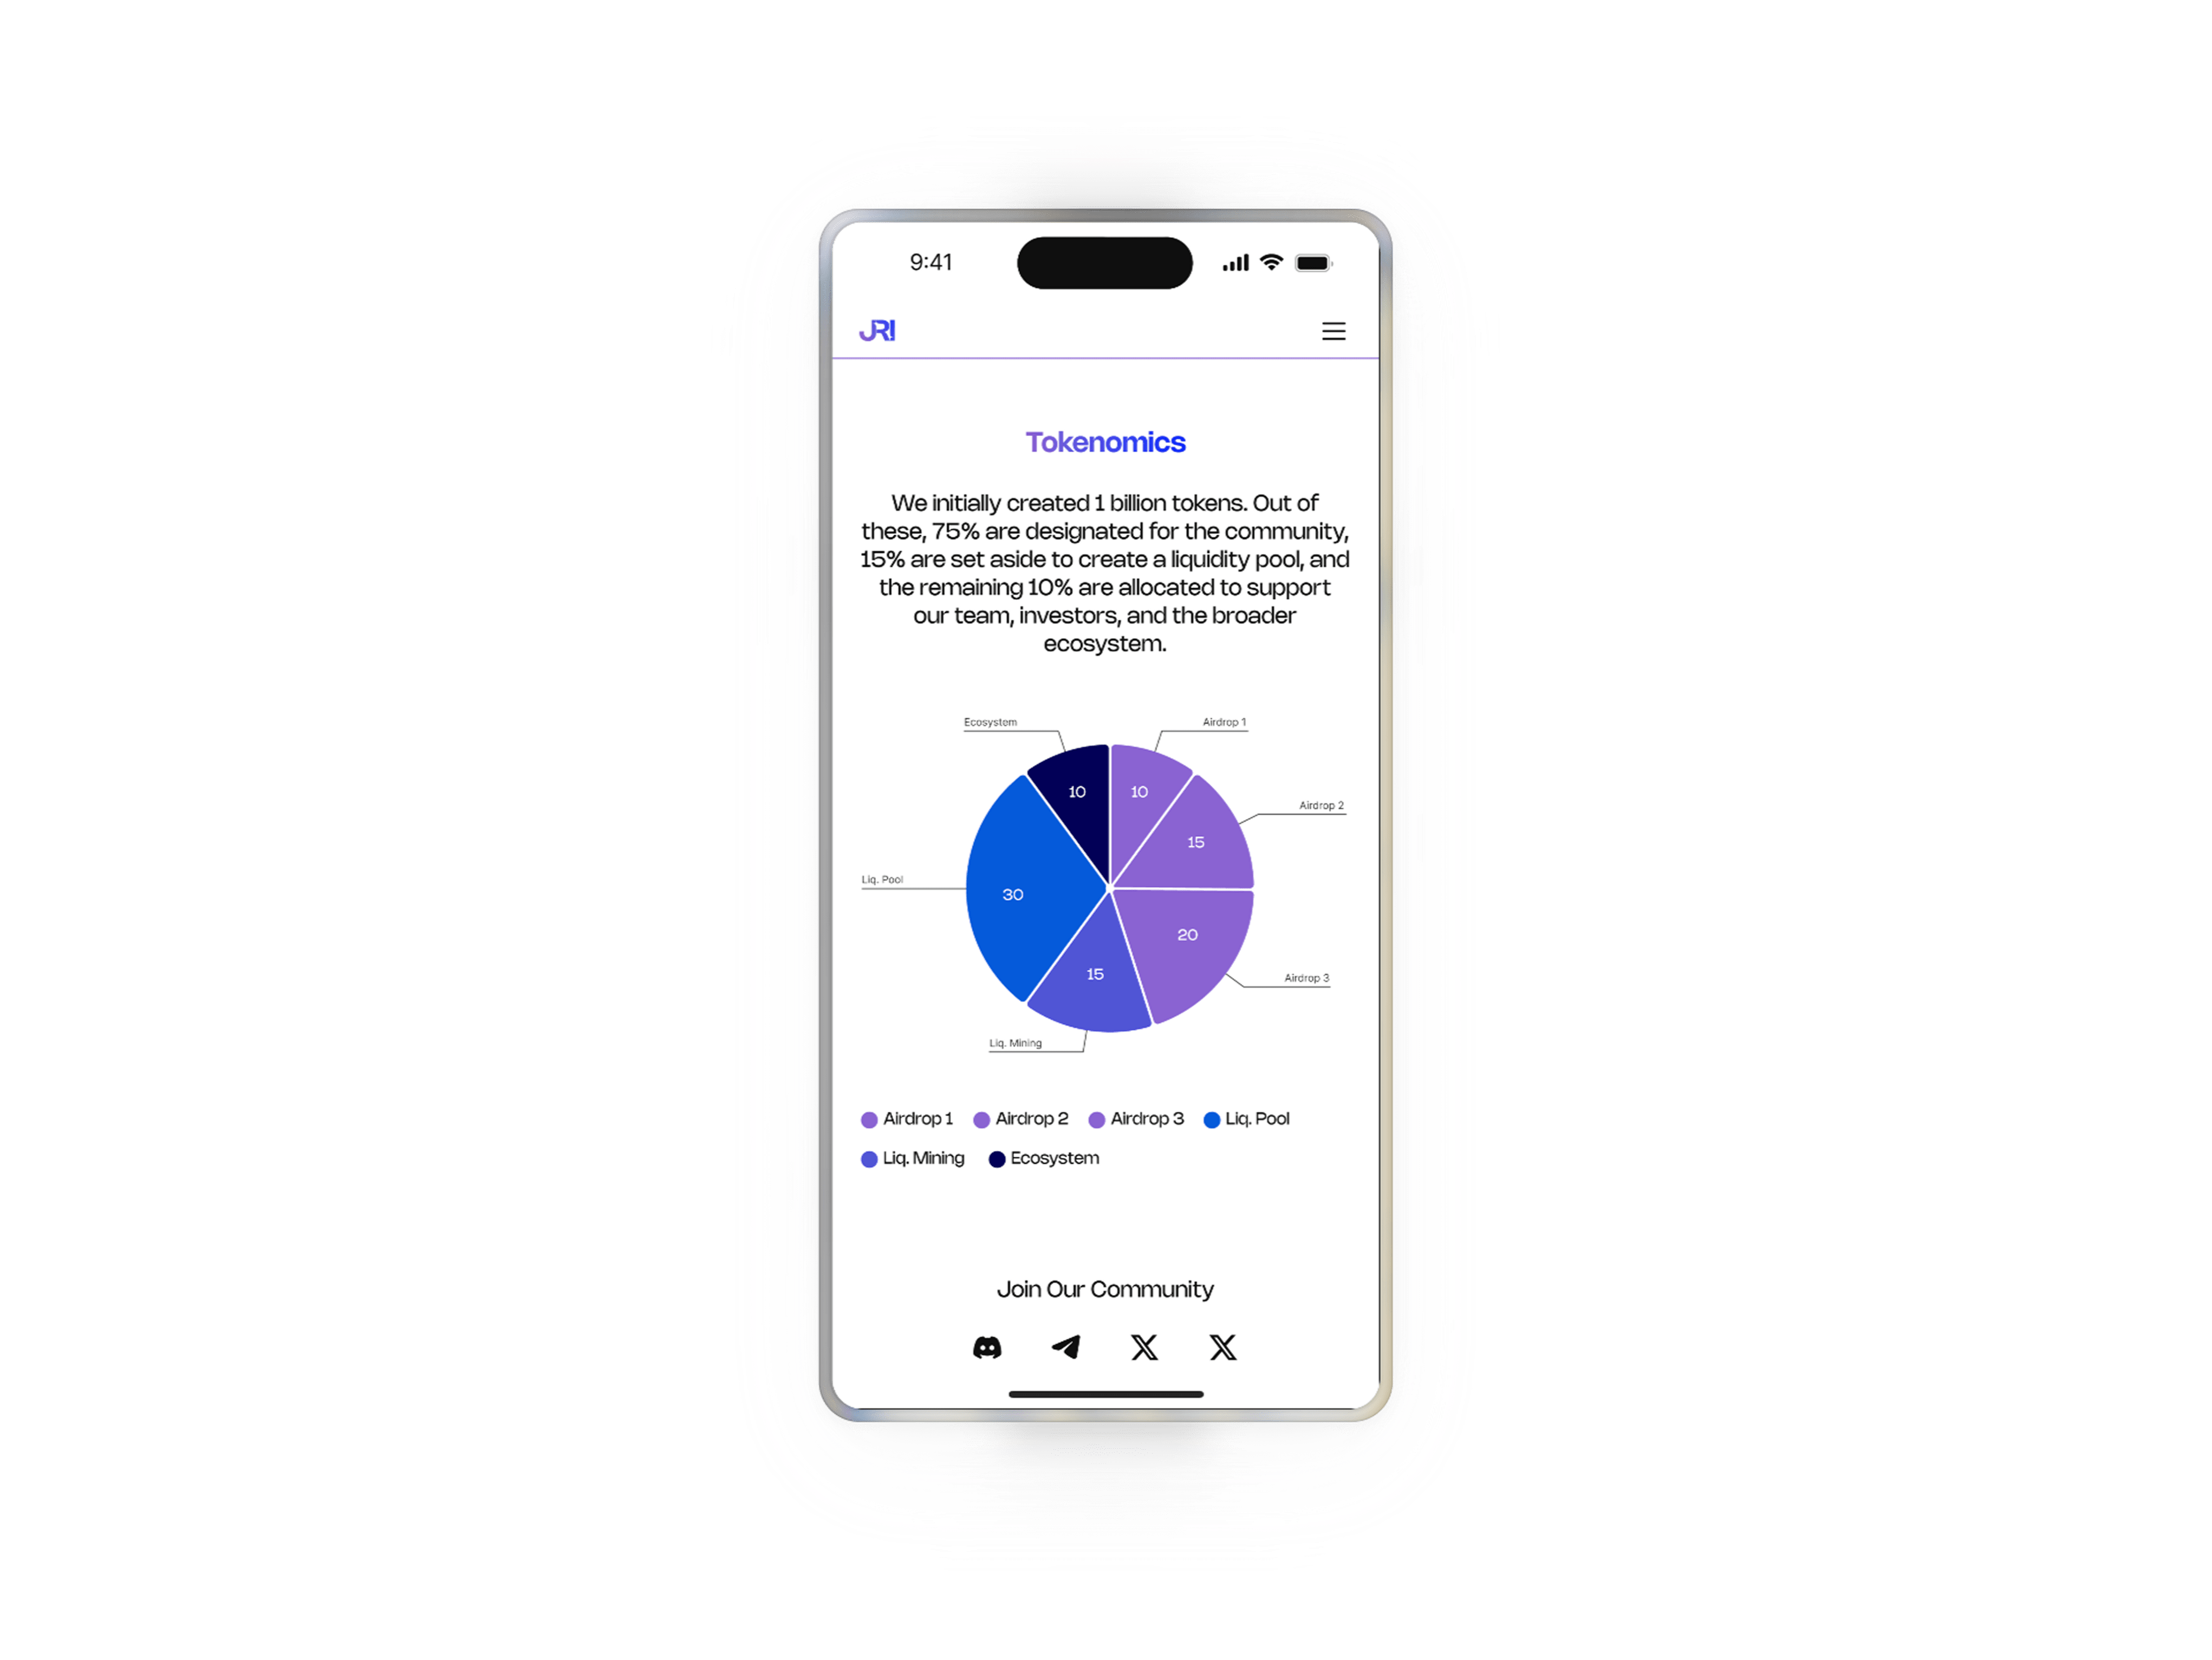 9:41
JRI
Tokenomics
We initially created 1 billion tokens. Out of
these, 75% are designated for the community,
15% are set aside to create a liquidity pool, and
the remaining 10% are allocated to support
our team, investors, and the broader
ecosystem.
Ecosystem
Airdrop 1
10
10
Airdrop 2
15
Liq. Pool
30
20
15
Airdrop 3
Liq. Mining
Airdrop 1 Airdrop 2 Airdrop 3 Liq. Pool
Liq. Mining Ecosystem
Join Our Community